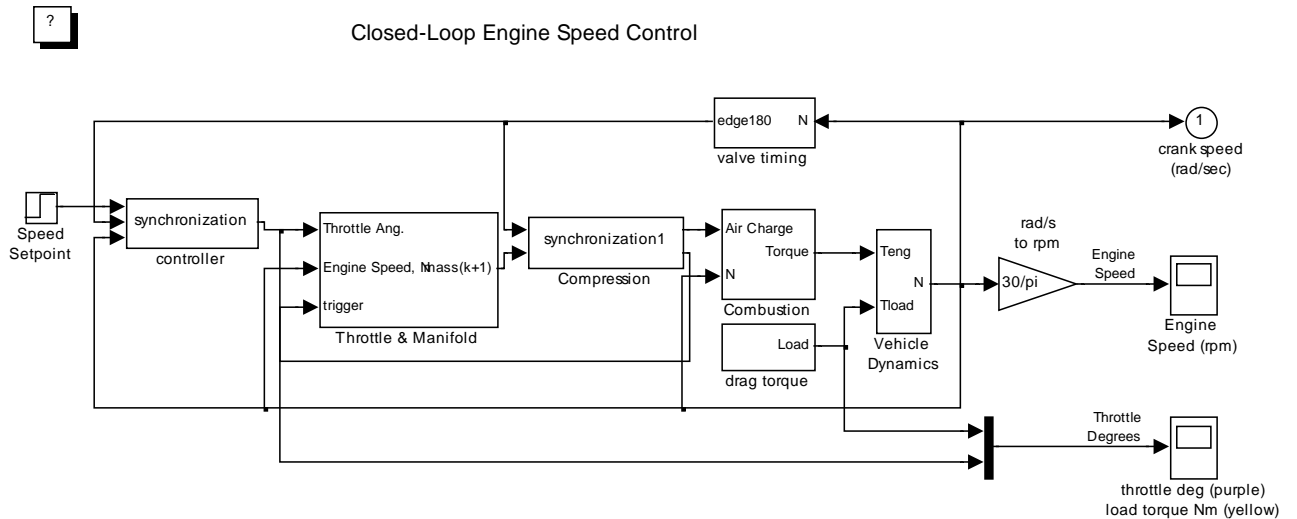 ?
Closed-Loop Engine Speed Control
edge180 N
valve timing
1
crank speed
(rad/sec)
Speed
Setpoint
synchronization
controller
Throttle Ang.
Engine Speed, N
mass(k+1)
trigger
Throttle & Manifold
synchronization1
Compression
Air Charge
Torque
N
Combustion
Load
drag torque
Teng
N
Tload
Vehicle
Dynamics
rad/s
to rpm
30/pi
Engine
Speed
Engine
Speed (rpm)
Throttle
Degrees
throttle deg (purple)
load torque Nm (yellow)